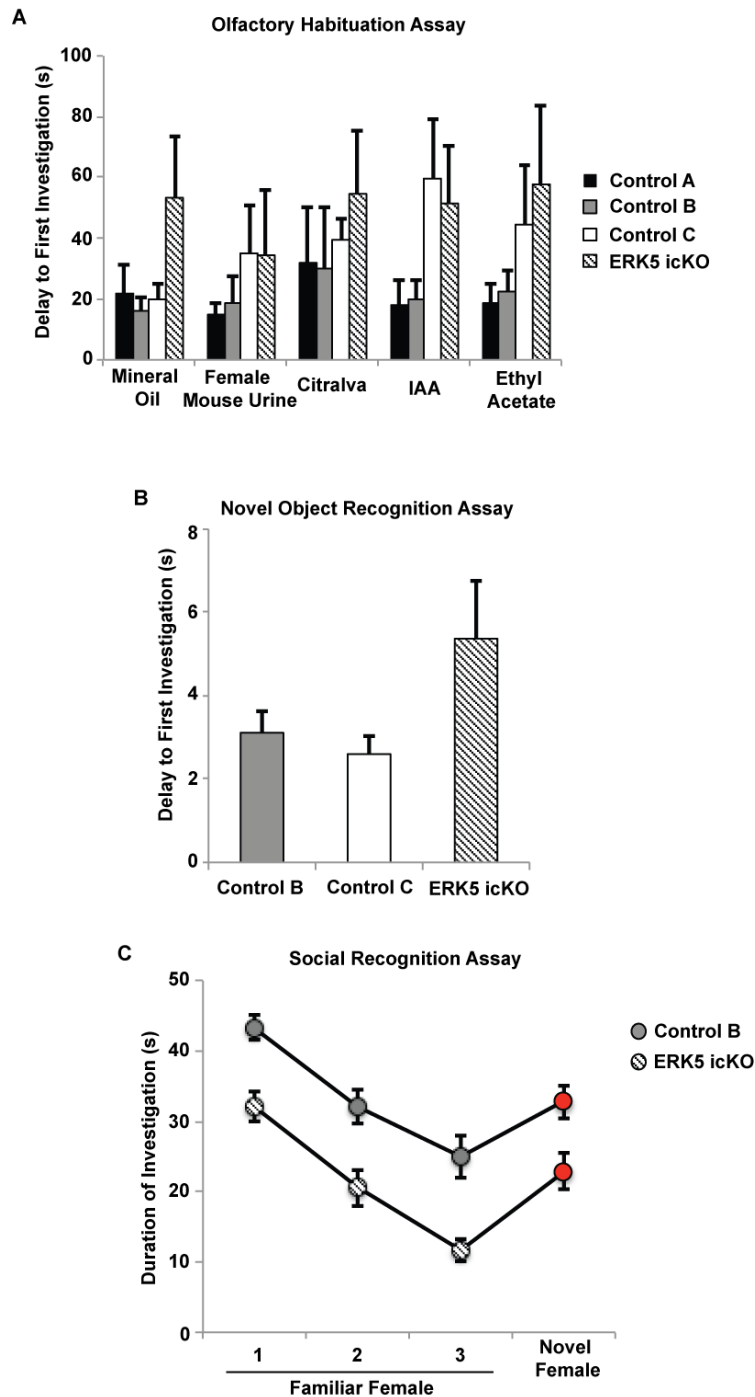 A
Olfactory Habituation Assay
Delay to First Investigation (s)
100
80
60
40
20
0
Mineral
Oil
Female
Mouse Urine
Citralva
IAA
Ethyl
Acetate
Control A
Control B
Control C
ERK5 icKO
B
Novel Object Recognition Assay
Delay to First Investigation (s)
8
6
4
2
0
Control B
Control C
ERK5 icKO
C
Social Recognition Assay
Duration of Investigation (s)
50
40
30
20
10
0
1
2
3
Novel
Female
Familiar Female
Control B
ERK5 icKO